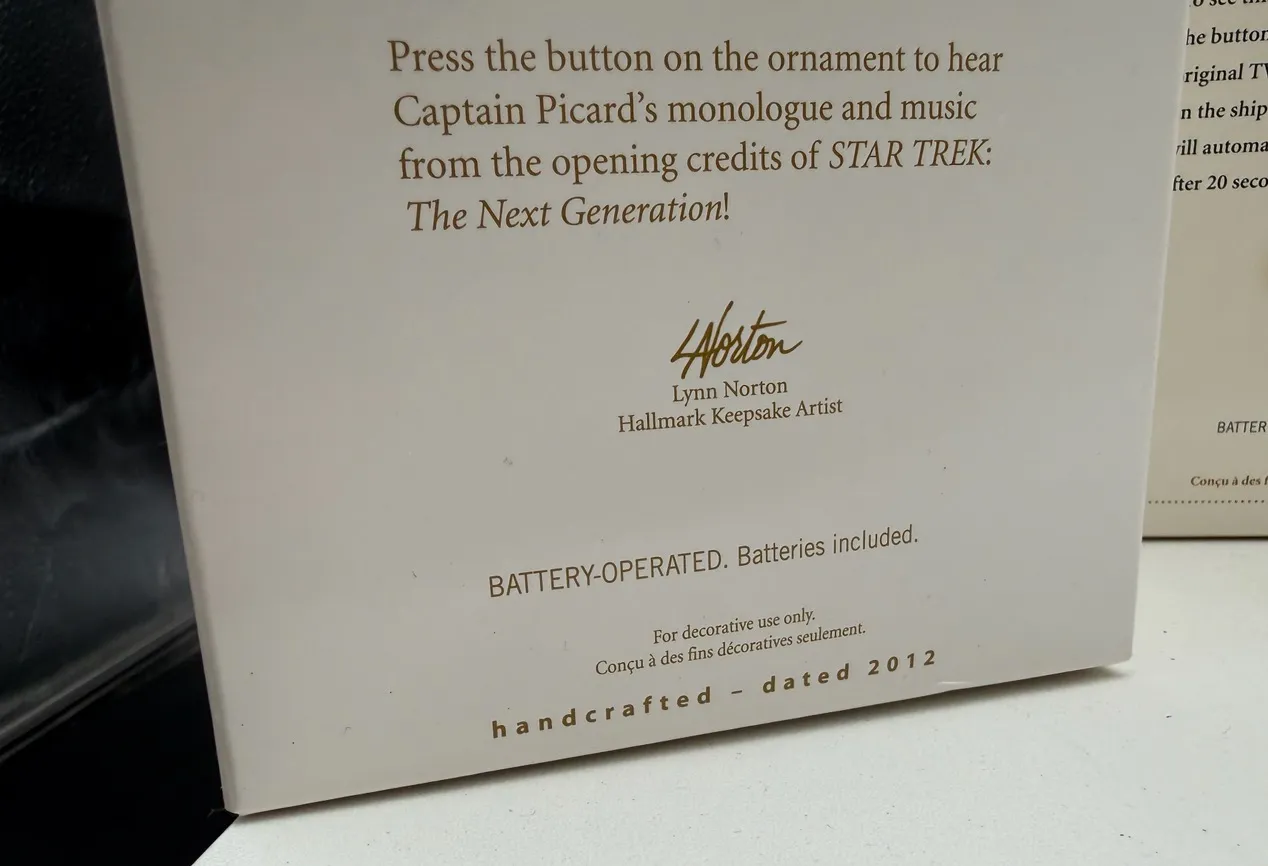 Press the button on the ornament to hear
Captain Picard's monologue and music
from the opening credits of STAR TREK:
The Next Generation!
LNorton
Lynn Norton
Hallmark Keepsake Artist
BATTERY-OPERATED. Batteries included.
For decorative use only.
Conçu à des fins décoratives seulement.
handcrafted – dated 2012
he button
riginal TV
n the ship
ill automa
fter 20 seco
BATTER
Conçu à des f